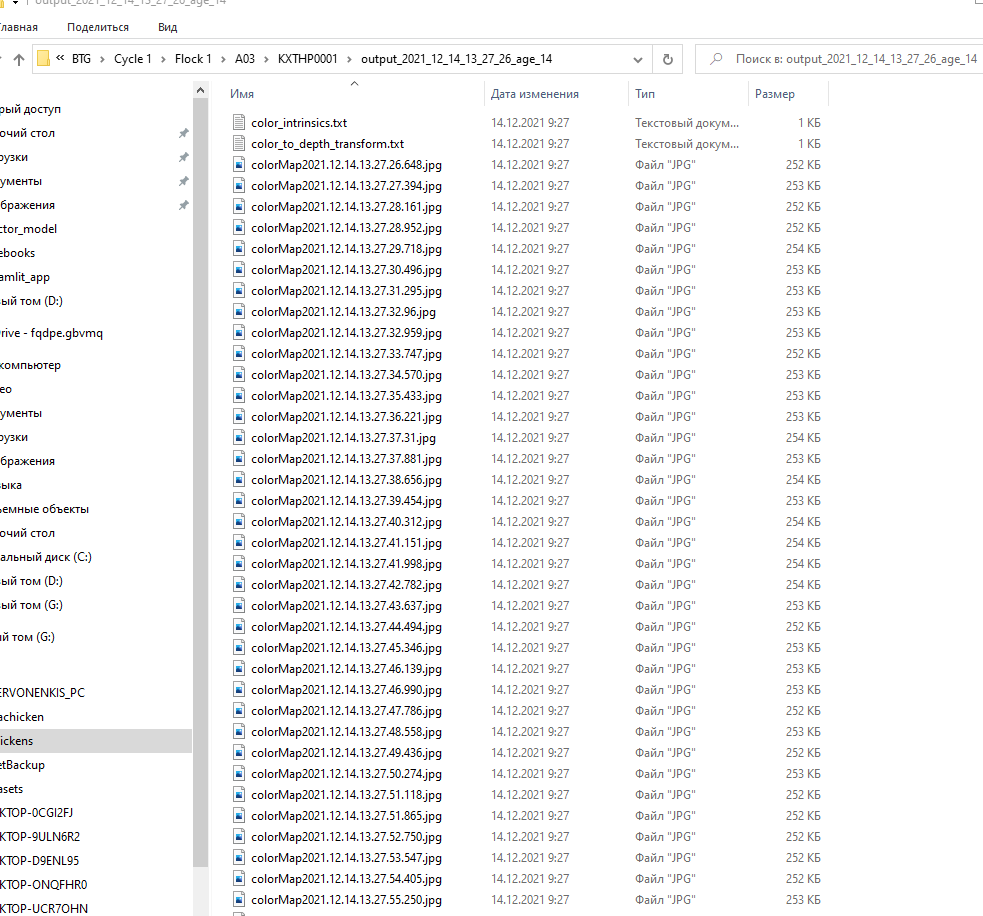 output_2021_12_14_13_27_26_age_14
лавная Поделиться Вид
« BTG > Cycle 1 > Flock 1 > A03 > KXTHP0001 > output_2021_12_14_13_27_26_age_14
Поиск в: output_2021_12_14_13_27_26_age_14
рый доступ
очий стол
рузки
ументы
бражения
ctor_model
ebooks
amlit_app
вый том (D:)
rive - fqdpe.gbvmq
компьютер
ео
ументы
рузки
бражения
ыка
ъемные объекты
очий стол
альный диск (C:)
вый том (D:)
вый том (G:)
й том (G:)
ERVONENKIS_PC
achicken
ickens
etBackup
asets
KTOP-0CGI2FJ
KTOP-9ULN6R2
KTOP-D9ENL95
KTOP-ONQFHR0
KTOP-UCR7OHN
Имя Дата изменения Тип Размер
color_intrinsics.txt 14.12.2021 9:27 Текстовый докум... 1 КБ
color_to_depth_transform.txt 14.12.2021 9:27 Текстовый докум... 1 КБ
colorMap2021.12.14.13.27.26.648.jpg 14.12.2021 9:27 Файл "JPG" 252 КБ
colorMap2021.12.14.13.27.27.394.jpg 14.12.2021 9:27 Файл "JPG" 253 КБ
colorMap2021.12.14.13.27.28.161.jpg 14.12.2021 9:27 Файл "JPG" 252 КБ
colorMap2021.12.14.13.27.28.952.jpg 14.12.2021 9:27 Файл "JPG" 252 КБ
colorMap2021.12.14.13.27.29.718.jpg 14.12.2021 9:27 Файл "JPG" 254 КБ
colorMap2021.12.14.13.27.30.496.jpg 14.12.2021 9:27 Файл "JPG" 253 КБ
colorMap2021.12.14.13.27.31.295.jpg 14.12.2021 9:27 Файл "JPG" 253 КБ
colorMap2021.12.14.13.27.32.96.jpg 14.12.2021 9:27 Файл "JPG" 253 КБ
colorMap2021.12.14.13.27.32.959.jpg 14.12.2021 9:27 Файл "JPG" 253 КБ
colorMap2021.12.14.13.27.33.747.jpg 14.12.2021 9:27 Файл "JPG" 252 КБ
colorMap2021.12.14.13.27.34.570.jpg 14.12.2021 9:27 Файл "JPG" 253 КБ
colorMap2021.12.14.13.27.35.433.jpg 14.12.2021 9:27 Файл "JPG" 253 КБ
colorMap2021.12.14.13.27.36.221.jpg 14.12.2021 9:27 Файл "JPG" 253 КБ
colorMap2021.12.14.13.27.37.31.jpg 14.12.2021 9:27 Файл "JPG" 254 КБ
colorMap2021.12.14.13.27.37.881.jpg 14.12.2021 9:27 Файл "JPG" 253 КБ
colorMap2021.12.14.13.27.38.656.jpg 14.12.2021 9:27 Файл "JPG" 254 КБ
colorMap2021.12.14.13.27.39.454.jpg 14.12.2021 9:27 Файл "JPG" 253 КБ
colorMap2021.12.14.13.27.40.312.jpg 14.12.2021 9:27 Файл "JPG" 254 КБ
colorMap2021.12.14.13.27.41.151.jpg 14.12.2021 9:27 Файл "JPG" 254 КБ
colorMap2021.12.14.13.27.41.998.jpg 14.12.2021 9:27 Файл "JPG" 254 КБ
colorMap2021.12.14.13.27.42.782.jpg 14.12.2021 9:27 Файл "JPG" 254 КБ
colorMap2021.12.14.13.27.43.637.jpg 14.12.2021 9:27 Файл "JPG" 253 КБ
colorMap2021.12.14.13.27.44.494.jpg 14.12.2021 9:27 Файл "JPG" 252 КБ
colorMap2021.12.14.13.27.45.346.jpg 14.12.2021 9:27 Файл "JPG" 253 КБ
colorMap2021.12.14.13.27.46.139.jpg 14.12.2021 9:27 Файл "JPG" 253 КБ
colorMap2021.12.14.13.27.46.990.jpg 14.12.2021 9:27 Файл "JPG" 253 КБ
colorMap2021.12.14.13.27.47.786.jpg 14.12.2021 9:27 Файл "JPG" 252 КБ
colorMap2021.12.14.13.27.48.558.jpg 14.12.2021 9:27 Файл "JPG" 253 КБ
colorMap2021.12.14.13.27.49.436.jpg 14.12.2021 9:27 Файл "JPG" 252 КБ
colorMap2021.12.14.13.27.50.274.jpg 14.12.2021 9:27 Файл "JPG" 253 КБ
colorMap2021.12.14.13.27.51.118.jpg 14.12.2021 9:27 Файл "JPG" 252 КБ
colorMap2021.12.14.13.27.51.865.jpg 14.12.2021 9:27 Файл "JPG" 253 КБ
colorMap2021.12.14.13.27.52.750.jpg 14.12.2021 9:27 Файл "JPG" 252 КБ
colorMap2021.12.14.13.27.53.547.jpg 14.12.2021 9:27 Файл "JPG" 252 КБ
colorMap2021.12.14.13.27.54.405.jpg 14.12.2021 9:27 Файл "JPG" 252 КБ
colorMap2021.12.14.13.27.55.250.jpg 14.12.2021 9:27 Файл "JPG" 252 КБ